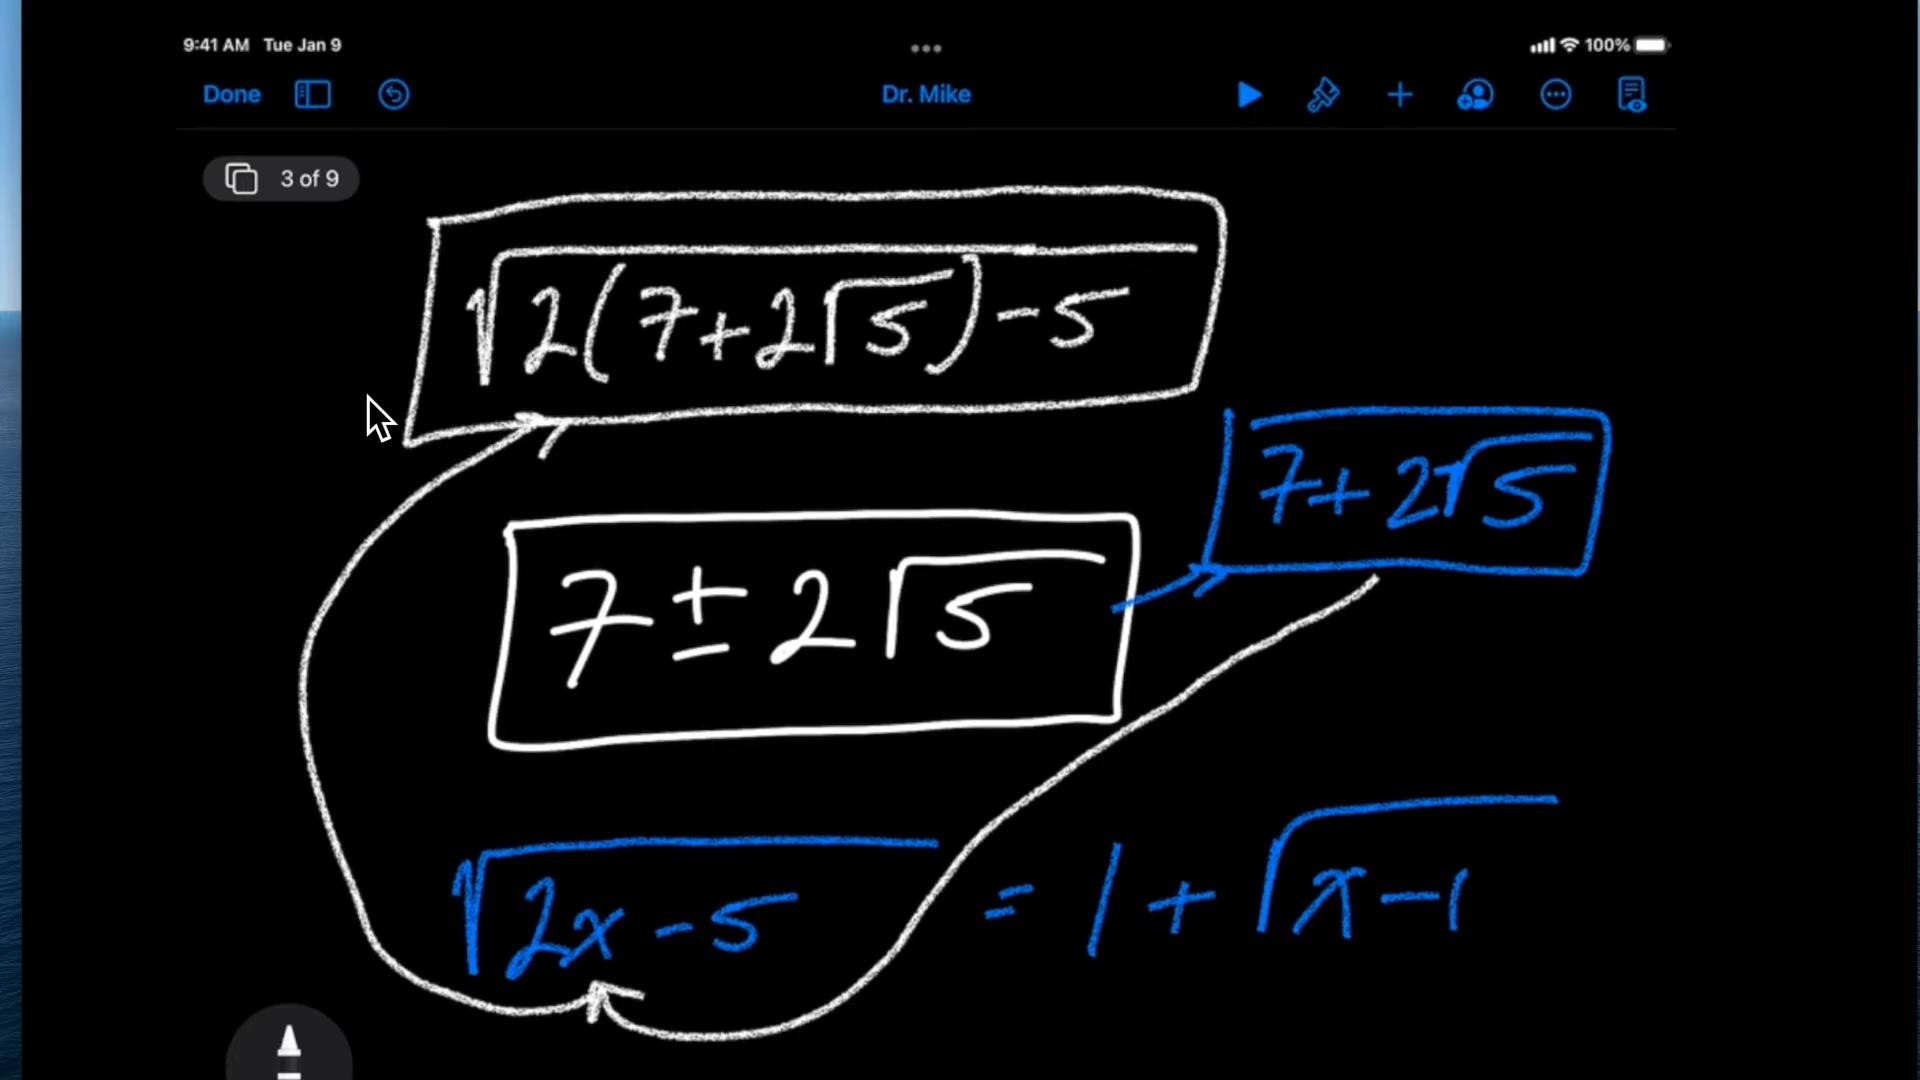 9:41 AM Tue Jan 9 100%
Done Dr. Mike
3 of 9
√(2(7+2√5)-5)
7+2√5
7±2√5
√(2x-5) = 1+√(x-1)